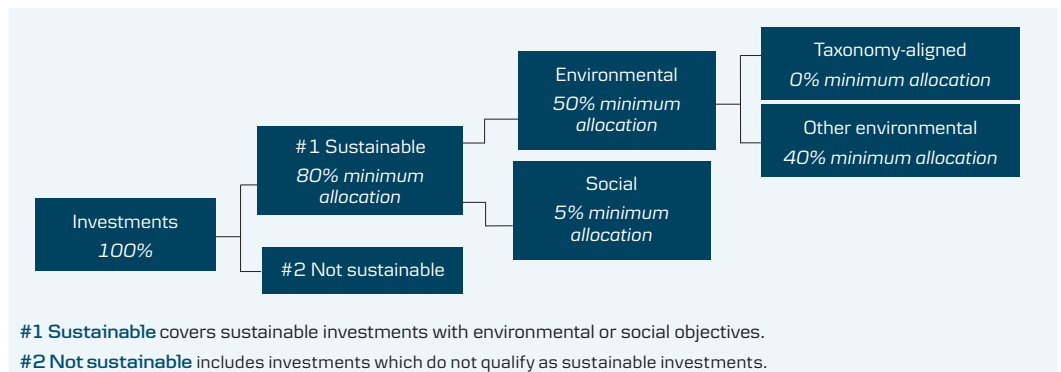 Investments
100%
#1 Sustainable
80% minimum
allocation
#2 Not sustainable
Environmental
50% minimum
allocation
Social
5% minimum
allocation
Taxonomy-aligned
0% minimum allocation
Other environmental
40% minimum allocation
#1 Sustainable covers sustainable investments with environmental or social objectives.
#2 Not sustainable includes investments which do not qualify as sustainable investments.